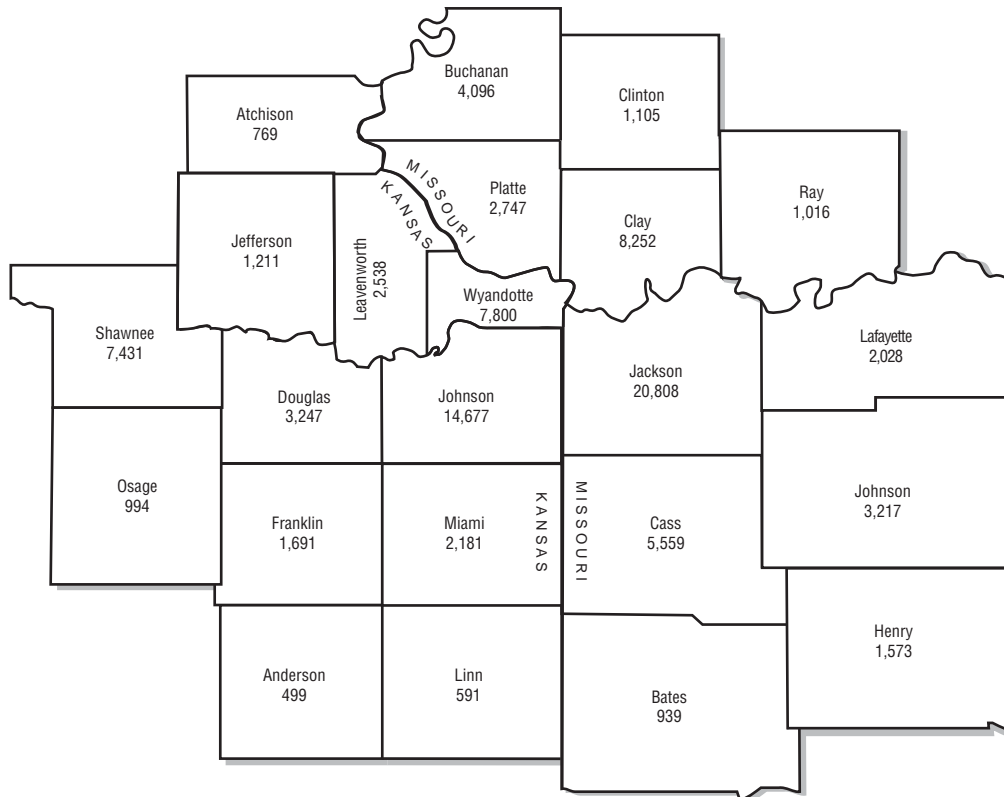 Buchanan
4,096
Clinton
1,105
Atchison
769
Ray
1,016
Platte
2,747
MISSOURI
KANSAS
Clay
8,252
Jefferson
1,211
Leavenworth
2,538
Wyandotte
7,800
Shawnee
7,431
Lafayette
2,028
Jackson
20,808
Douglas
3,247
Johnson
14,677
Osage
994
Johnson
3,217
Franklin
1,691
Miami
2,181
KANSAS
MISSOURI
Cass
5,559
Henry
1,573
Anderson
499
Linn
591
Bates
939